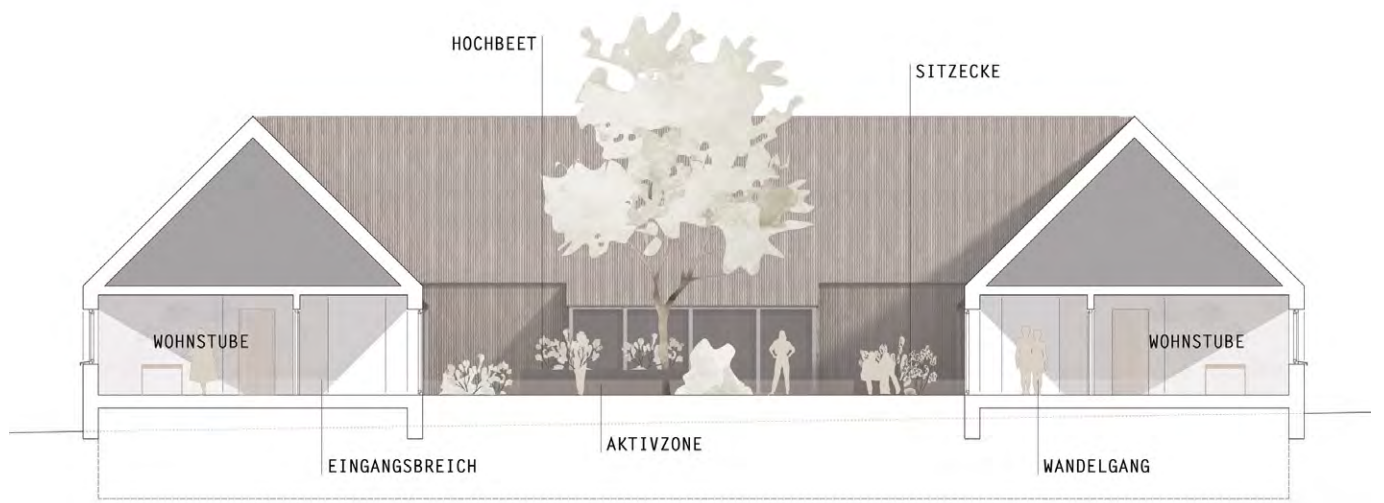 HOCHBEET
SITZECKE
WOHNSTUBE
WOHNSTUBE
AKTIVZONE
EINGANGSBREICH
WANDELGANG